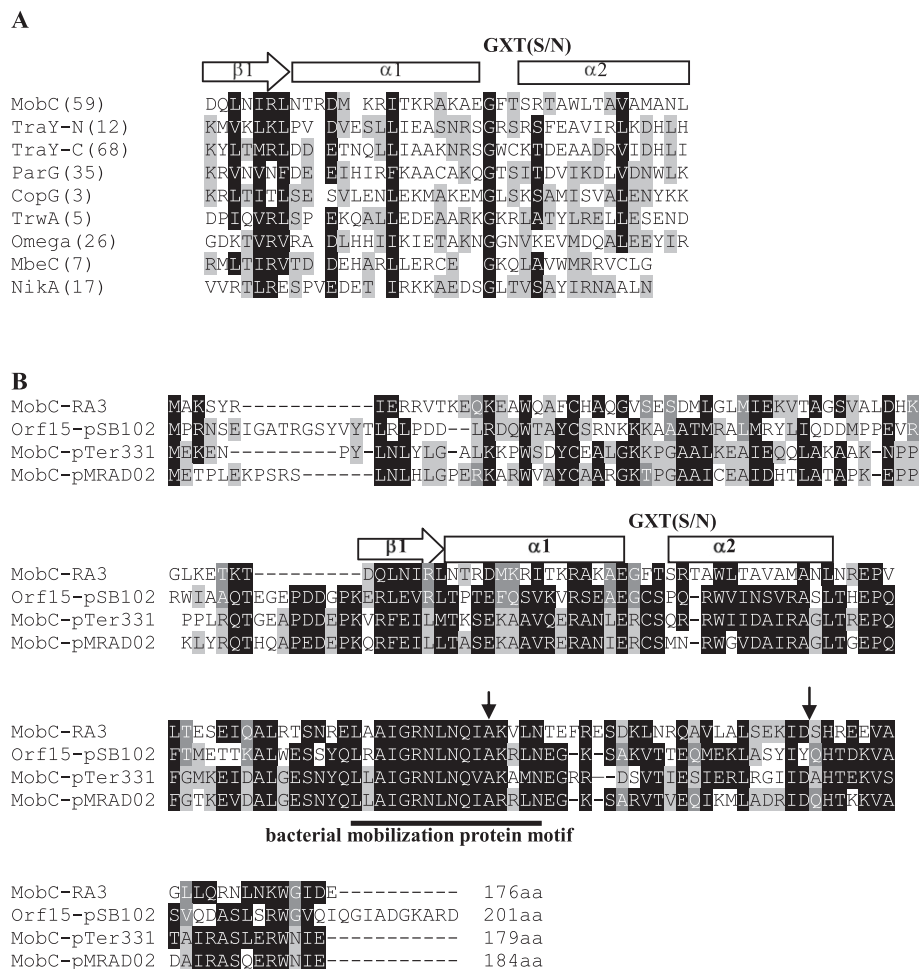 A
GXT(S/N)
β1 α1 α2
MobC(59) DQLNIRLNTRDM KRITKRAKAEGFTSRTAWLTAVAMANL
TraY-N(12) KMVKLKLPV DVESLLIEASNRSGRSRSFEAVIRLKDHLH
TraY-C(68) KYLTMRLDD ETNQLLIAAKNRSGWCKTDEAADRVIDHLI
ParG(35) KRVNVNFDE EIHIRFKAACAKQGTSITDVIKDLVDNWLK
CopG(3) KRLTITLSE SVLENLEKMAKEMGLSKSAMISVALENYKK
TrwA(5) DPIQVRLSP EKQALLEDEAARKGKRLATYLRELLESEND
Omega(26) GDKTVRVRA DLHHIIKIETAKNGGNVKEVMDQALEEYIR
MbeC(7) RMLTIRVTD DEHARLLERCE GKQLAVWMRRVCLG
NikA(17) VVRTLRESPVEDET IRKKAEDSGLTVSAYIRNAALN
B
MobC-RA3 MAKSYR-------------IERRVTKEQKEAWQAFCHAQGVSESDMLGLMIEKVTAGSVALDHK
Orf15-pSB102 MPRNSEIGATRGSYVYTLRLPDD--LRDQWTAYCSRNKKKAAATMRALMRYLIQDDMPPEVR
MobC-pTer331 MEKEN----------PY-LNLYLG-ALKKPWSDYCEALGKKPGAALKEAIEQQLAKAAK-NPP
MobC-pMRAD02 METPLEKPSRS------LNLHLGPERKARWVAYCAARGKTPGAAICEAIDHTLATAPK-EPP
GXT(S/N)
β1 α1 α2
MobC-RA3 GLKETKT-----------DQLNIRLNTRDMKRITKRAKAEGFTSRTAWLTAVAMANLNREPV
Orf15-pSB102 RWIAAQTEGEPDDGPKERLEVRLTPTEFQSVKVRSEAEGCSPQ-RWVINSVRASLTHEPQ
MobC-pTer331 PPLRQTGEAPDDEPKVRFEILMTKSEKAAVQERANLERCSQR-RWIIDAIRAGLTREPQ
MobC-pMRAD02 KLYRQTHQAPEDEPKQRFEILLTASEKAAVRERANIERCSMN-RWGVDAIRAGLTGEPQ
MobC-RA3 LTESEIQALRTSNRELAAIGRNLNQIAKVLNTEFRESDKLNRQAVLALSEKIDSHREEVA
Orf15-pSB102 FTMETTKALWESSYQLRAIGRNLNQIAKRLNEG-K-SAKVTTEQMEKLASYIYQHTDKVA
MobC-pTer331 FGMKEIDALGESNYQLLAIGRNLNQVAKAMNEGRR--DSVTIESIERLRGIIDAHTEKVS
MobC-pMRAD02 FGTKEVDALGESNYQLLAIGRNLNQIARRLNEG-K-SARVTVEQIKMLADRIDQHTKKVA
bacterial mobilization protein motif
MobC-RA3 GLLQRNLNKWGIDE---------- 176aa
Orf15-pSB102 SVQDASLSRWGVQIQGIADGKARD 201aa
MobC-pTer331 TAIRASLERWNIE----------- 179aa
MobC-pMRAD02 DAIRASQERWNIE----------- 184aa